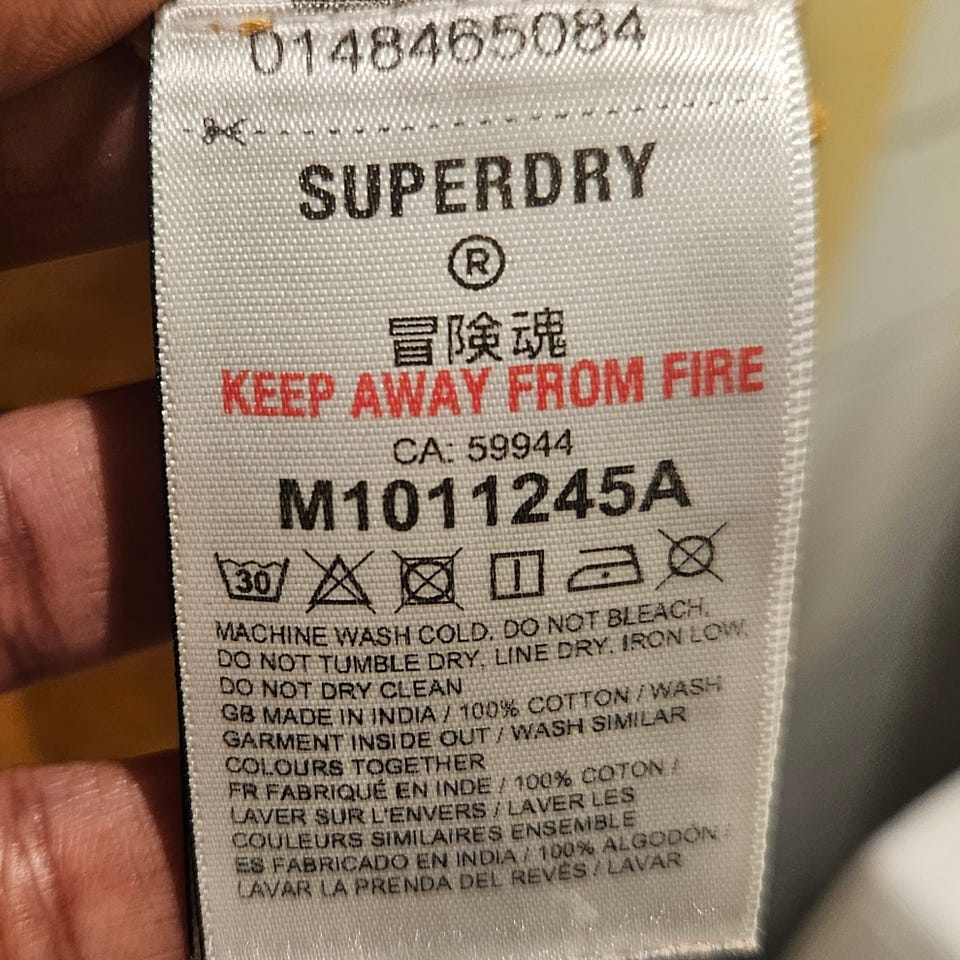 0148465084
SUPERDRY
®
冒険魂
KEEP AWAY FROM FIRE
CA: 59944
M1011245A
30
MACHINE WASH COLD. DO NOT BLEACH.
DO NOT TUMBLE DRY. LINE DRY. IRON LOW
DO NOT DRY CLEAN
GB MADE IN INDIA / 100% COTTON / WASH
GARMENT INSIDE OUT / WASH SIMILAR
COLOURS TOGETHER
FR FABRIQUÉ EN INDE / 100% COTON /
LAVER SUR L'ENVERS / LAVER LES
COULEURS SIMILAIRES ENSEMBLE
ES FABRICADO EN INDIA / 100% ALGODÓN /
LAVAR LA PRENDA DEL REVÉS / LAVAR